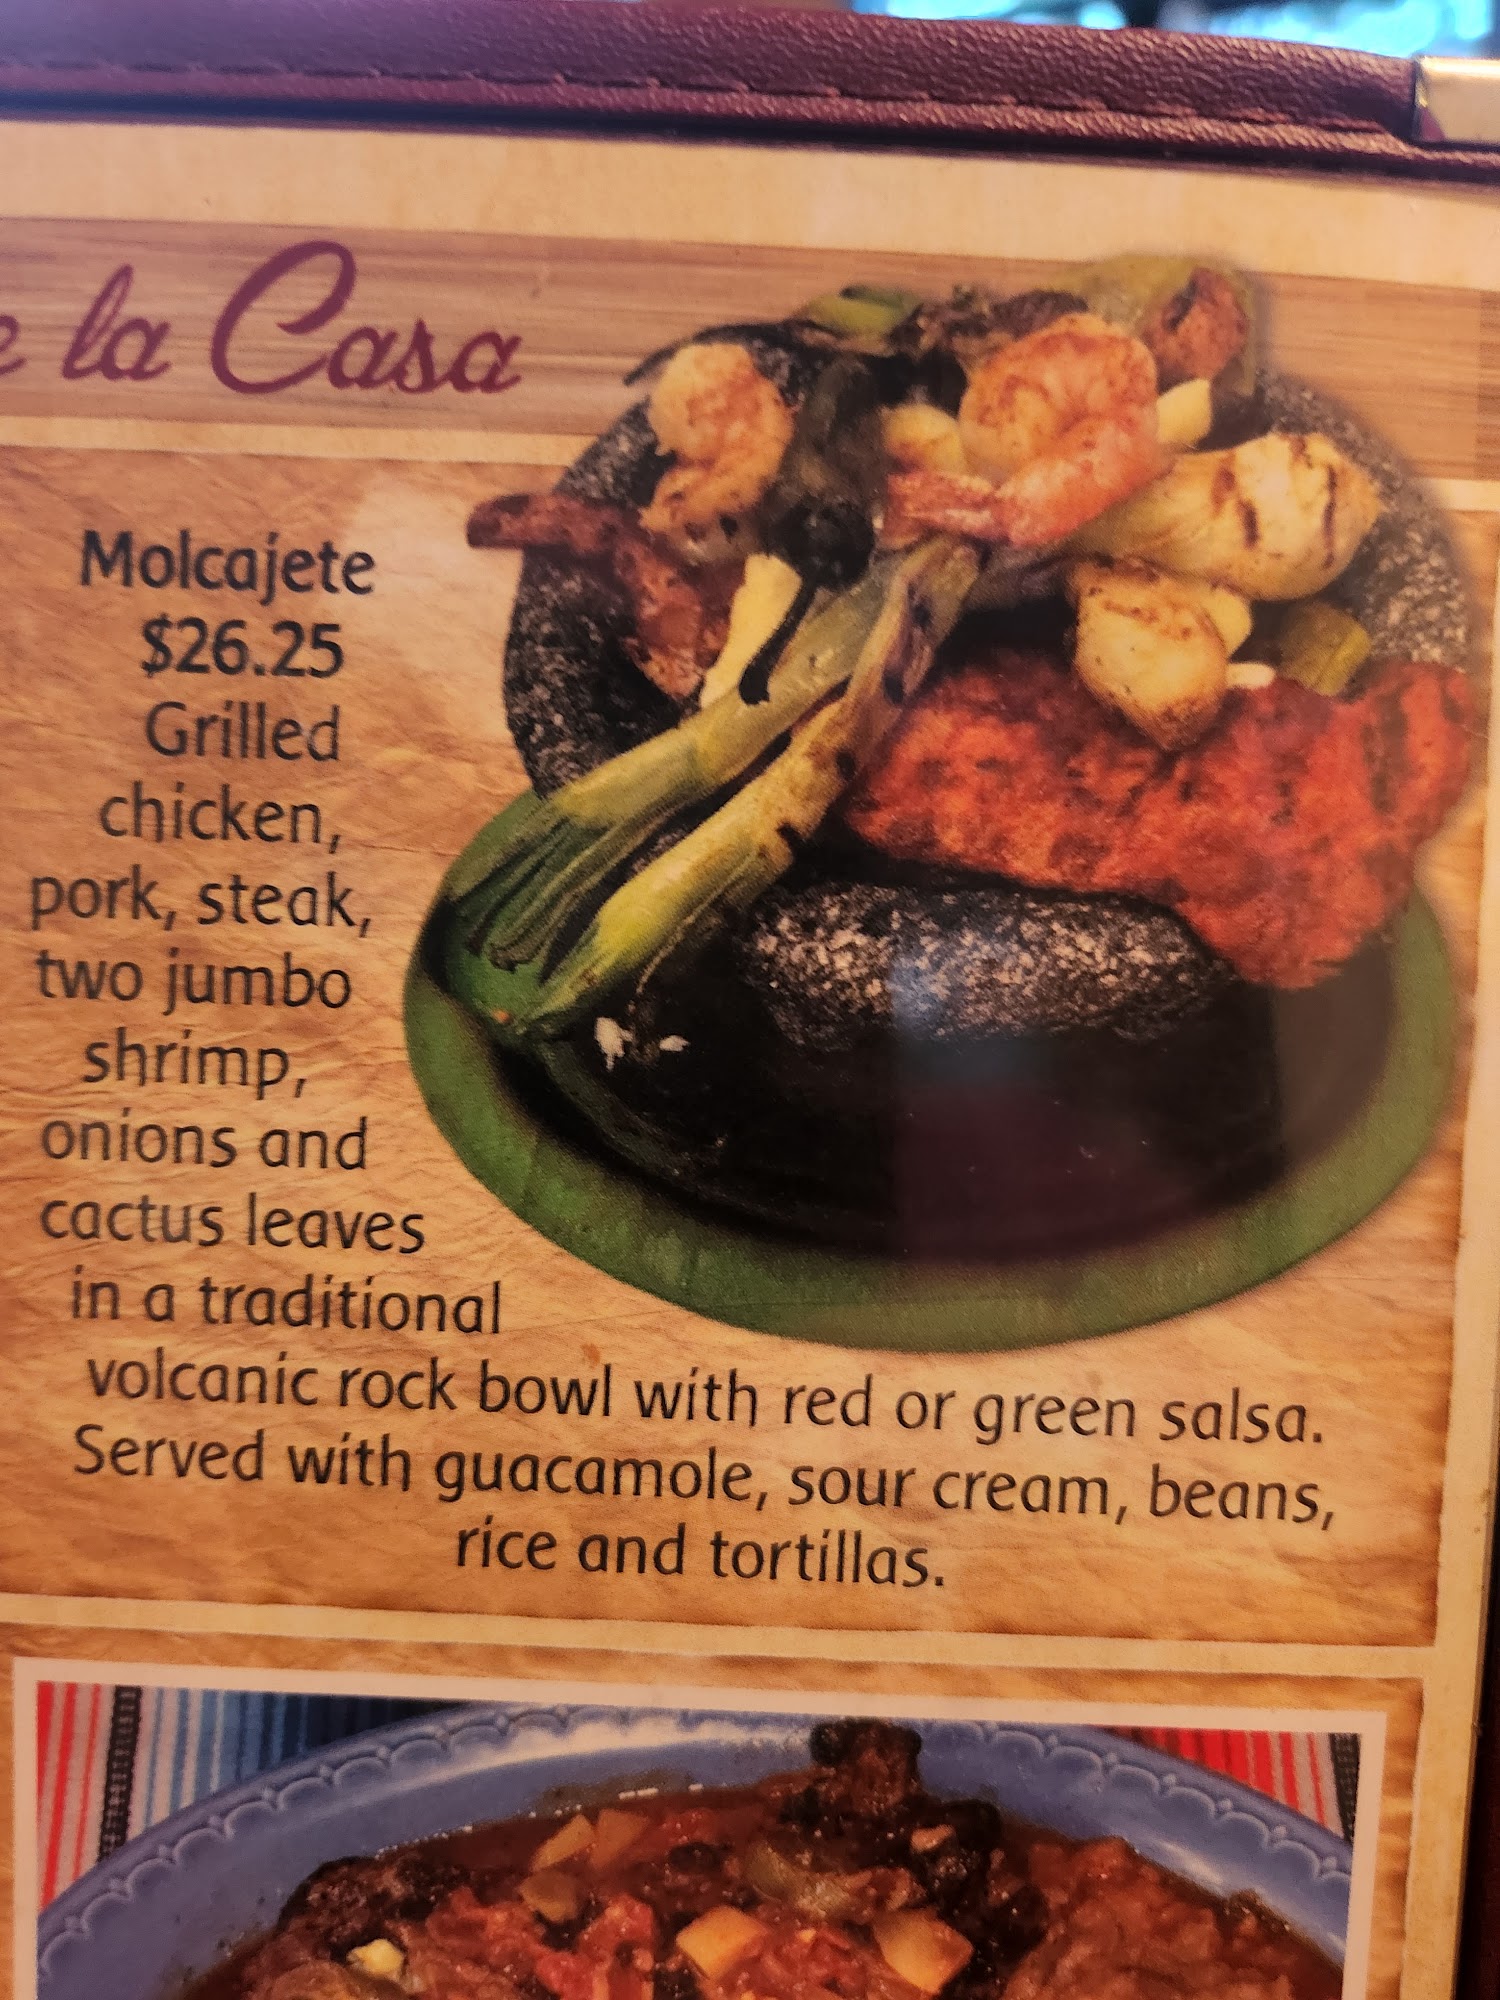 e la Casa
Molcajete
$26.25
Grilled
chicken,
pork, steak,
two jumbo
shrimp,
onions and
cactus leaves
in a traditional
volcanic rock bowl with red or green salsa.
Served with guacamole, sour cream, beans,
rice and tortillas.